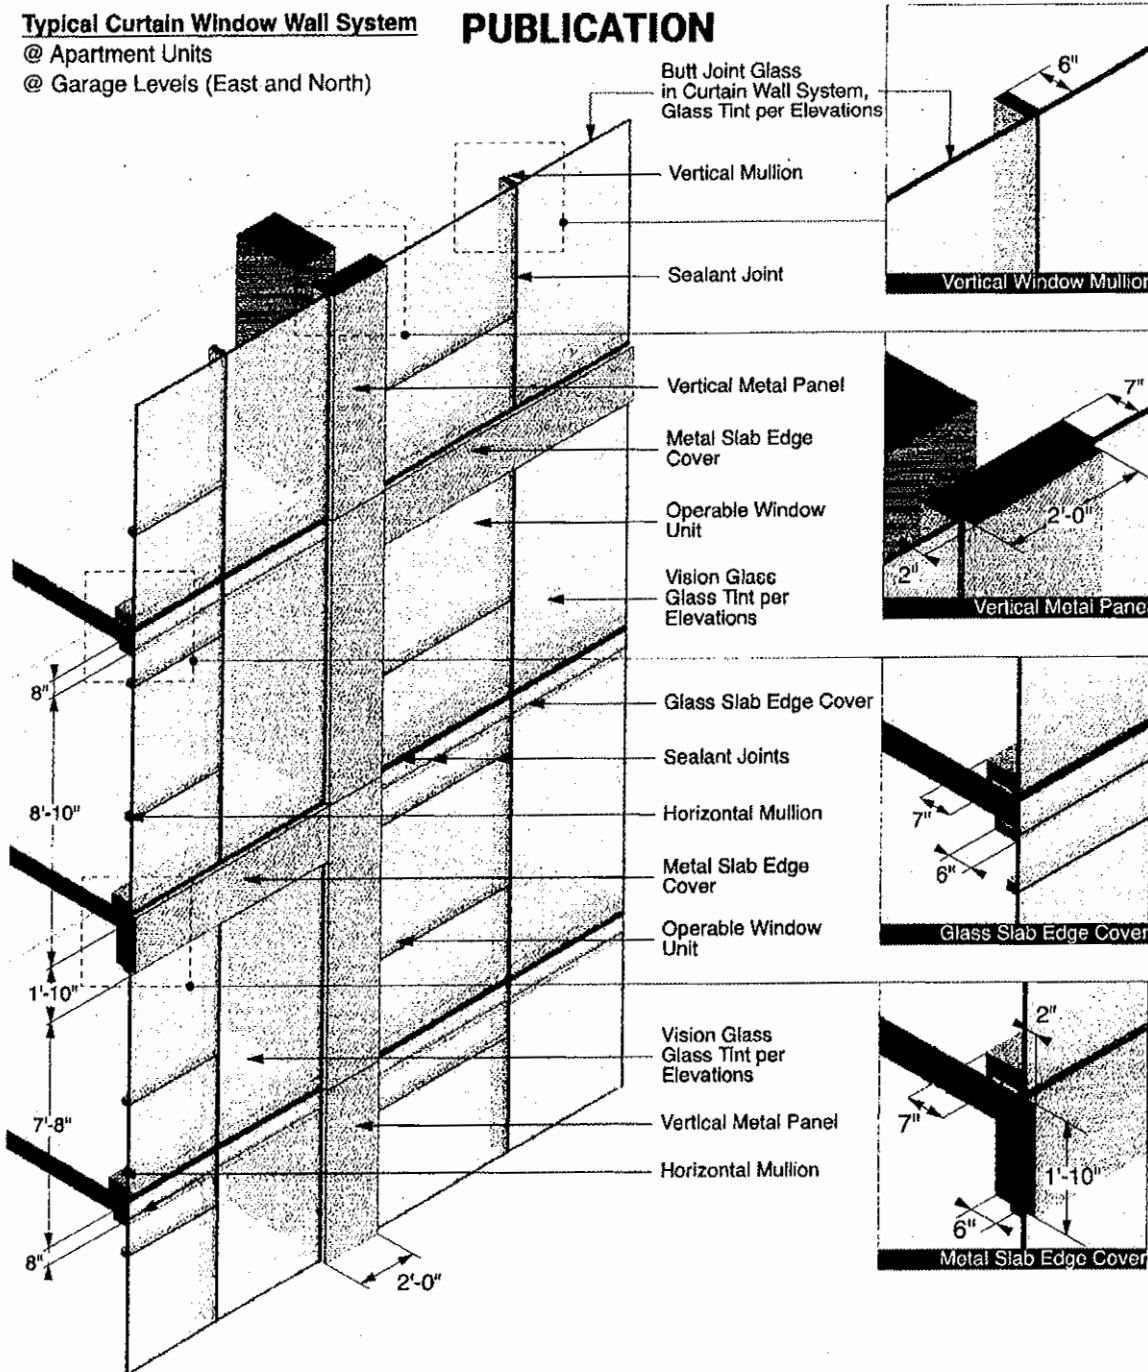 Typical Curtain Window Wall System
@ Apartment Units
@ Garage Levels (East and North)
PUBLICATION
Butt Joint Glass
in Curtain Wall System,
Glass Tint per Elevations
Vertical Mullion
Sealant Joint
Vertical Metal Panel
Metal Slab Edge
Cover
Operable Window
Unit
Vision Glass
Glass Tint per
Elevations
Glass Slab Edge Cover
Sealant Joints
Horizontal Mullion
Metal Slab Edge
Cover
Operable Window
Unit
Vision Glass
Glass Tint per
Elevations
Vertical Metal Panel
Horizontal Mullion
8"
8'-10"
1'-10"
7'-8"
8"
2'-0"
6"
Vertical Window Mullion
7"
2'-0"
2"
Vertical Metal Pane
7"
6"
Glass Slab Edge Cover
2"
7"
1'-10"
6"
Metal Slab Edge Cover